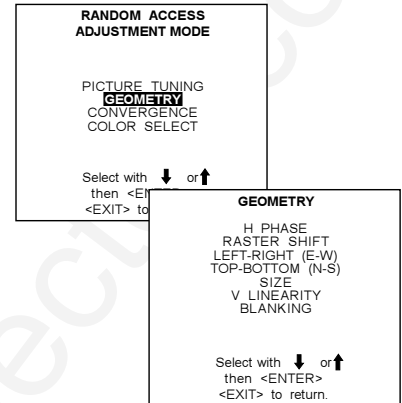 RANDOM ACCESS
ADJUSTMENT MODE
PICTURE TUNING
GEOMETRY
CONVERGENCE
COLOR SELECT
Select with ⬇ or ⬆
then
<EXIT> to
GEOMETRY
H PHASE
RASTER SHIFT
LEFT-RIGHT (E-W)
TOP-BOTTOM (N-S)
SIZE
V LINEARITY
BLANKING
Select with ⬇ or ⬆
then <ENTER>
<EXIT> to return.